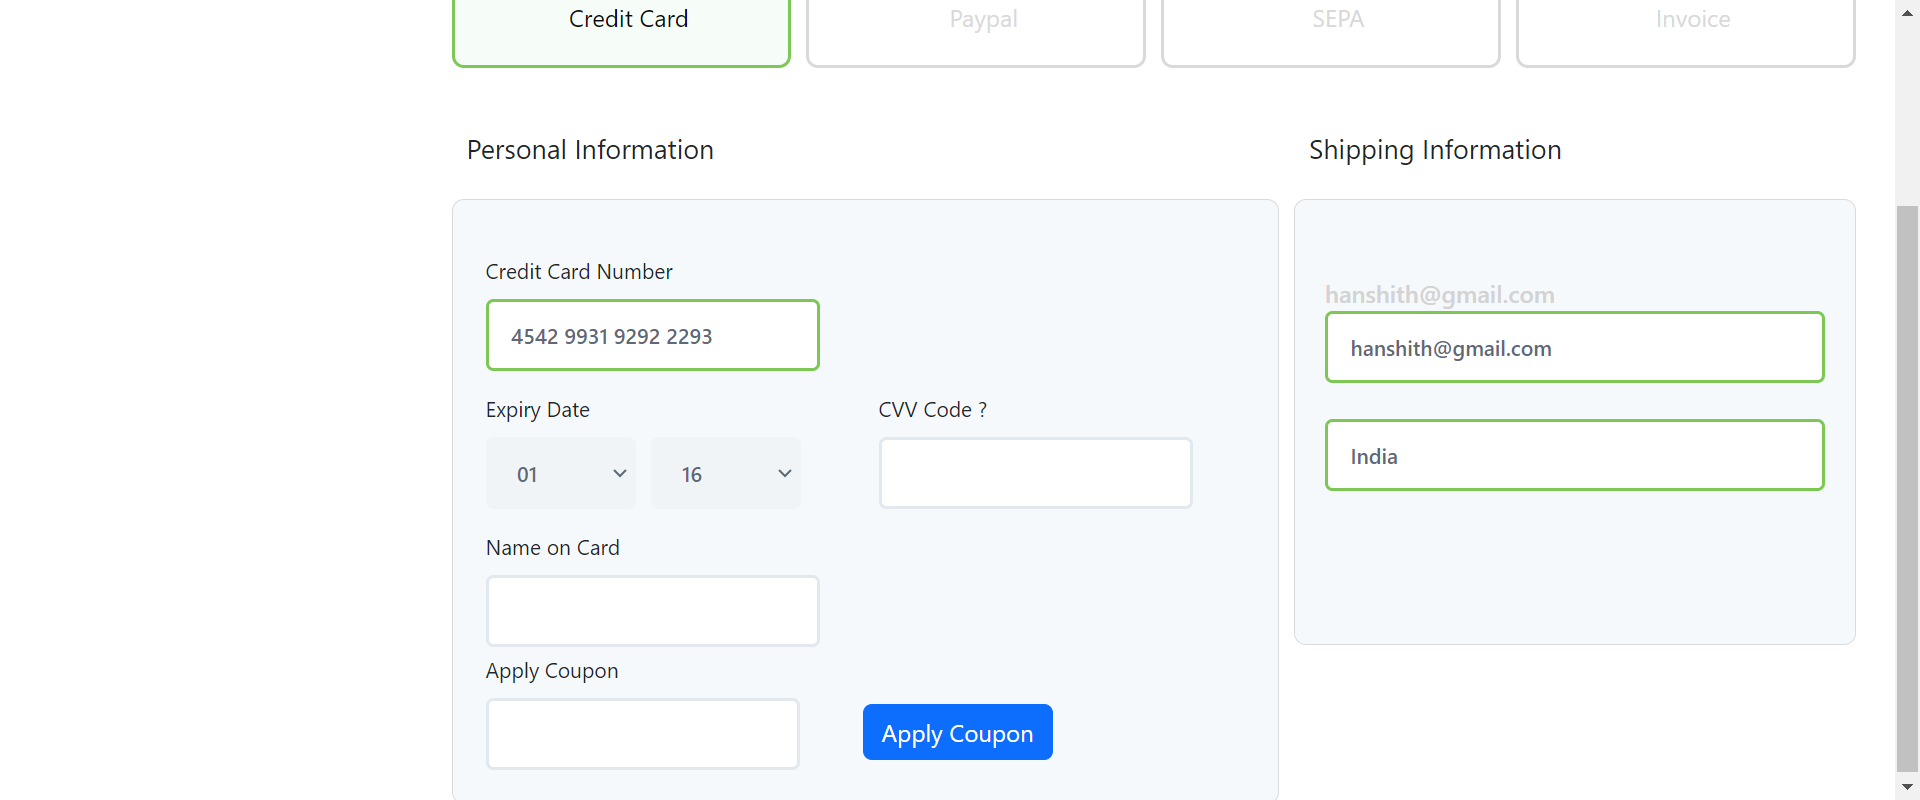 Credit Card
Paypal
SEPA
Invoice
Personal Information
Shipping Information
Credit Card Number
4542 9931 9292 2293
Expiry Date
CVV Code ?
01
16
Name on Card
Apply Coupon
Apply Coupon
hanshith@gmail.com
hanshith@gmail.com
India